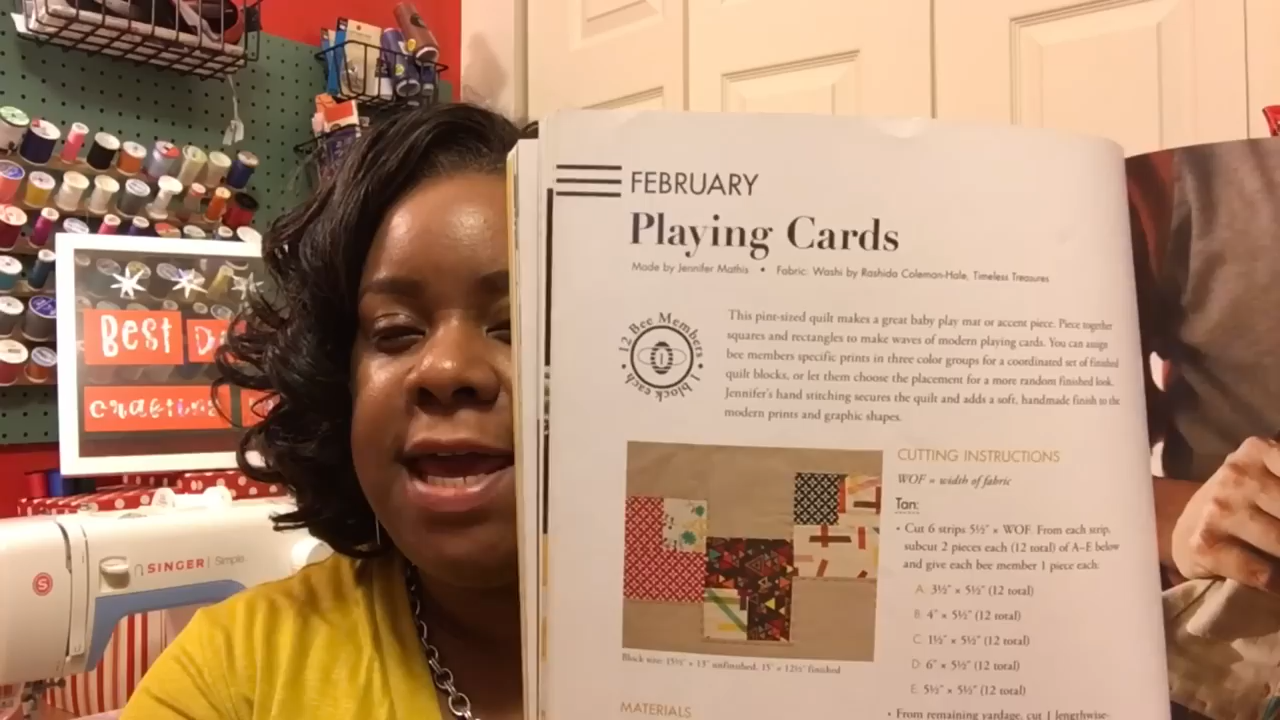 BEST DI
crafting
SINGER Simple
S
FEBRUARY
Playing Cards
Made by Jennifer Mathis • Fabric: Washi by Rashida Coleman-Hale, Timeless Treasures
12 Bee Members • 1 block each •
This pint-sized quilt makes a great baby play mat or accent piece. Piece together
squares and rectangles to make waves of modern playing cards. You can assign
bee members specific prints in three color groups for a coordinated set of finished
quilt blocks, or let them choose the placement for a more random finished look.
Jennifer's hand stitching secures the quilt and adds a soft, handmade finish to the
modern prints and graphic shapes.
Block size: 15½" × 13" unfinished, 15" × 12½" finished
MATERIALS
CUTTING INSTRUCTIONS
WOF = width of fabric
Tan:
• Cut 6 strips 5½" × WOF. From each strip,
subcut 2 pieces each (12 total) of A–E below
and give each bee member 1 piece each:
A: 3½" × 5½" (12 total)
B: 4" × 5½" (12 total)
C: 1½" × 5½" (12 total)
D: 6" × 5½" (12 total)
E: 5½" × 5½" (12 total)
• From remaining yardage, cut 1 lengthwise-